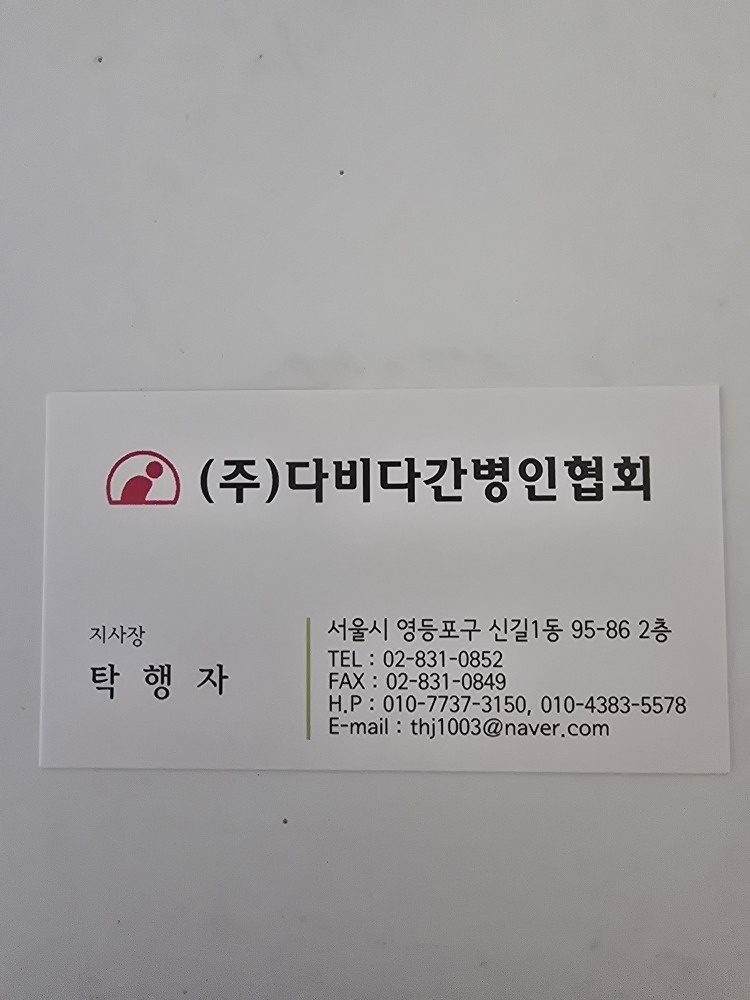 (주)다비다간병인협회
지사장
탁 행 자
서울시 영등포구 신길1동 95-86 2층
TEL : 02-831-0852
FAX : 02-831-0849
H.P : 010-7737-3150, 010-4383-5578
E-mail : thj1003@naver.com